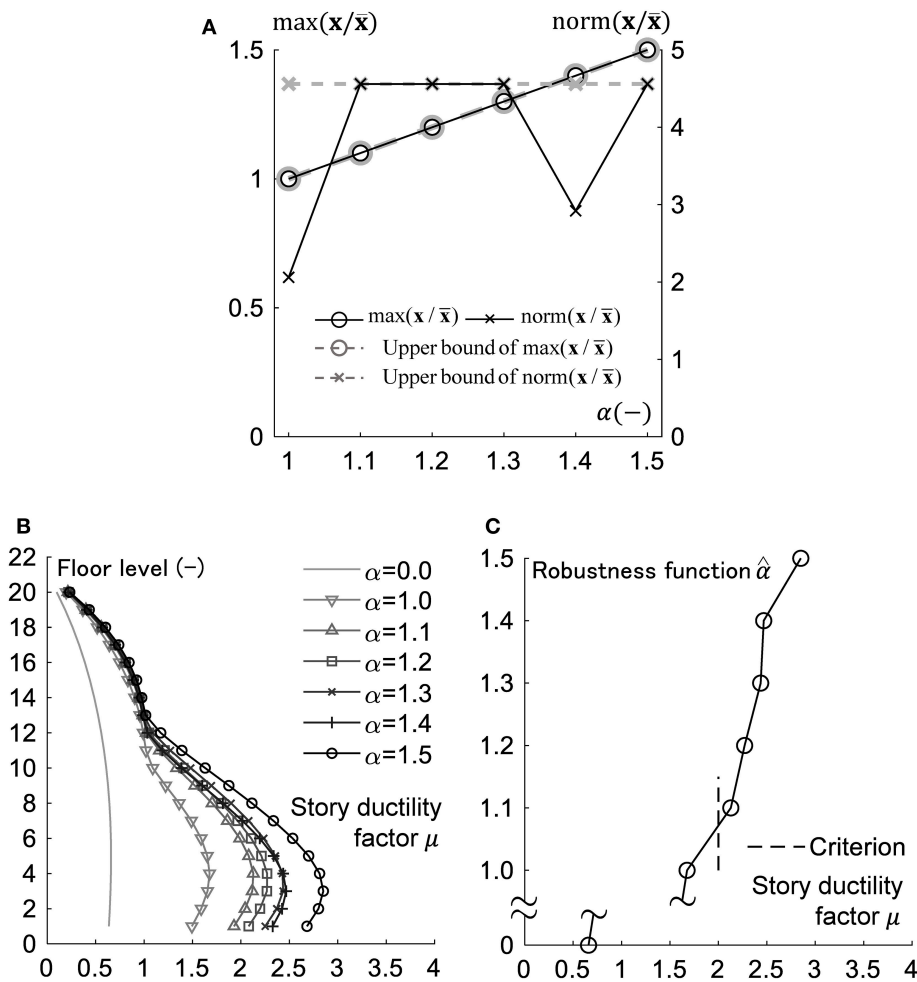 A
max(x/x̄) norm(x/x̄)
1.5 5
4
1 3
2
0.5
max(x / x̄) norm(x / x̄)
Upper bound of max(x / x̄)
1
Upper bound of norm(x / x̄)
α(−)
0 0
1 1.1 1.2 1.3 1.4 1.5
B
22
Floor level (−)
20
18
16
14
12
10
8
6
4
2
0
α=0.0
α=1.0
α=1.1
α=1.2
α=1.3
α=1.4
α=1.5
Story ductility
factor μ
0 0.5 1 1.5 2 2.5 3 3.5 4
C
1.5
Robustness function α̂
1.4
1.3
1.2
1.1
Criterion
1.0
Story ductility
factor μ
0
0 0.5 1 1.5 2 2.5 3 3.5 4